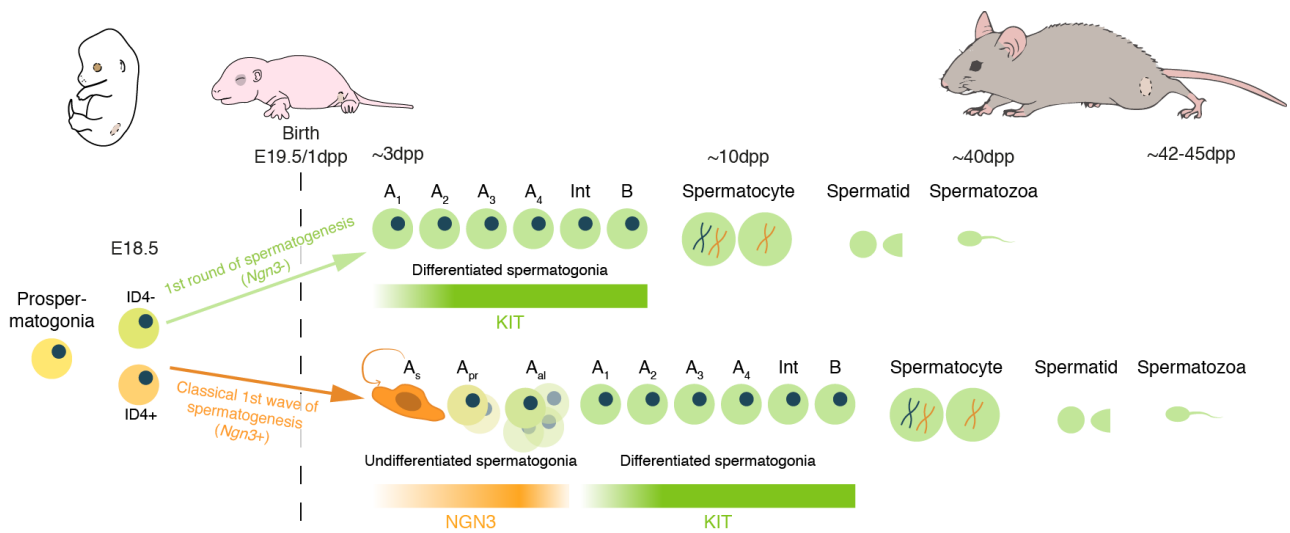 Birth
E19.5/1dpp
~3dpp
~10dpp
~40dpp
~42-45dpp
A1
A2
A3
A4
Int
B
Spermatocyte
Spermatid
Spermatozoa
E18.5
1st round of spermatogenesis
(Ngn3-)
Differentiated spermatogonia
KIT
Prosper-
matogonia
ID4-
ID4+
Classical 1st wave of
spermatogenesis
(Ngn3+)
As
Apr
Aal
A1
A2
A3
A4
Int
B
Spermatocyte
Spermatid
Spermatozoa
Undifferentiated spermatogonia
Differentiated spermatogonia
NGN3
KIT